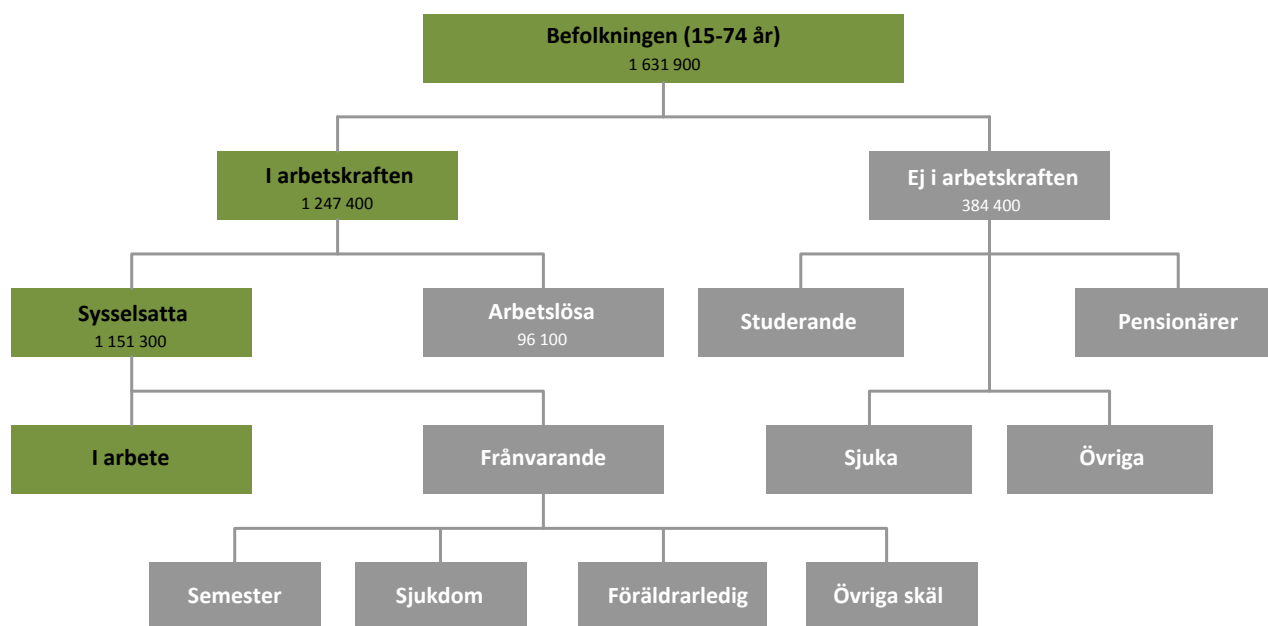 Befolkningen (15-74 år)
1 631 900
I arbetskraften
1 247 400
Ej i arbetskraften
384 400
Sysselsatta
1 151 300
Arbetslösa
96 100
Studerande
Pensionärer
I arbete
Frånvarande
Sjuka
Övriga
Semester
Sjukdom
Föräldrarledig
Övriga skäl